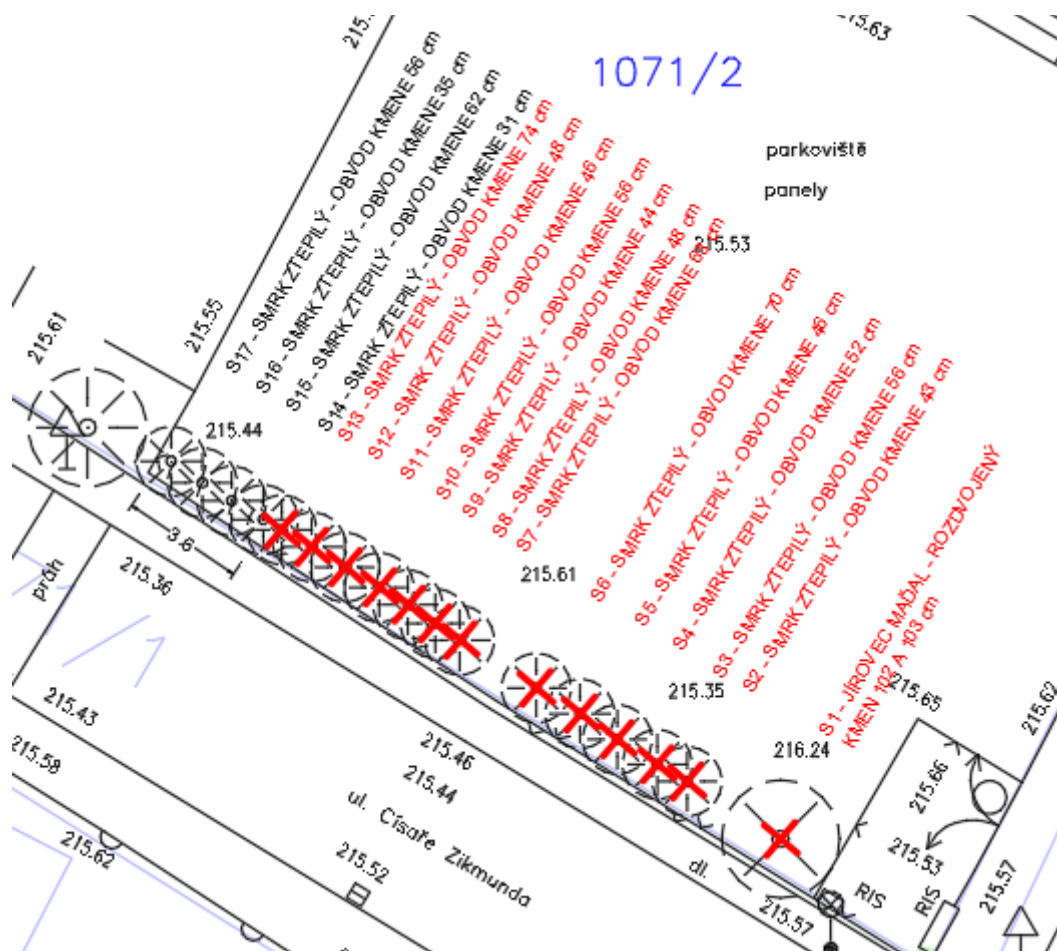 215.63
1071/2
parkoviště
panely
215.53
S17 - SMRK ZTEPILÝ - OBVOD KMENE 56 cm
S16 - SMRK ZTEPILÝ - OBVOD KMENE 35 cm
S15 - SMRK ZTEPILÝ - OBVOD KMENE 62 cm
S14 - SMRK ZTEPILÝ - OBVOD KMENE 31 cm
S13 - SMRK ZTEPILÝ - OBVOD KMENE 74 cm
S12 - SMRK ZTEPILÝ - OBVOD KMENE 48 cm
S11 - SMRK ZTEPILÝ - OBVOD KMENE 46 cm
S10 - SMRK ZTEPILÝ - OBVOD KMENE 56 cm
S9 - SMRK ZTEPILÝ - OBVOD KMENE 44 cm
S8 - SMRK ZTEPILÝ - OBVOD KMENE 48 cm
S7 - SMRK ZTEPILÝ - OBVOD KMENE cm
S6 - SMRK ZTEPILÝ - OBVOD KMENE 70 cm
S5 - SMRK ZTEPILÝ - OBVOD KMENE 46 cm
S4 - SMRK ZTEPILÝ - OBVOD KMENE 52 cm
S3 - SMRK ZTEPILÝ - OBVOD KMENE 56 cm
S2 - SMRK ZTEPILÝ - OBVOD KMENE 43 cm
S1 - JÍROVEC MAĎAL - ROZDVOJENÝ
KMEN 102 A 103 cm
215.61
215.55
215.44
3.6
práh
215.36
215.61
215.35
215.65
215.62
216.24
215.66
215.43
215.58
215.46
215.44
ul. Císaře Zikmunda
215.62
215.52
dl.
215.57
RIS
RIS
215.53
215.57